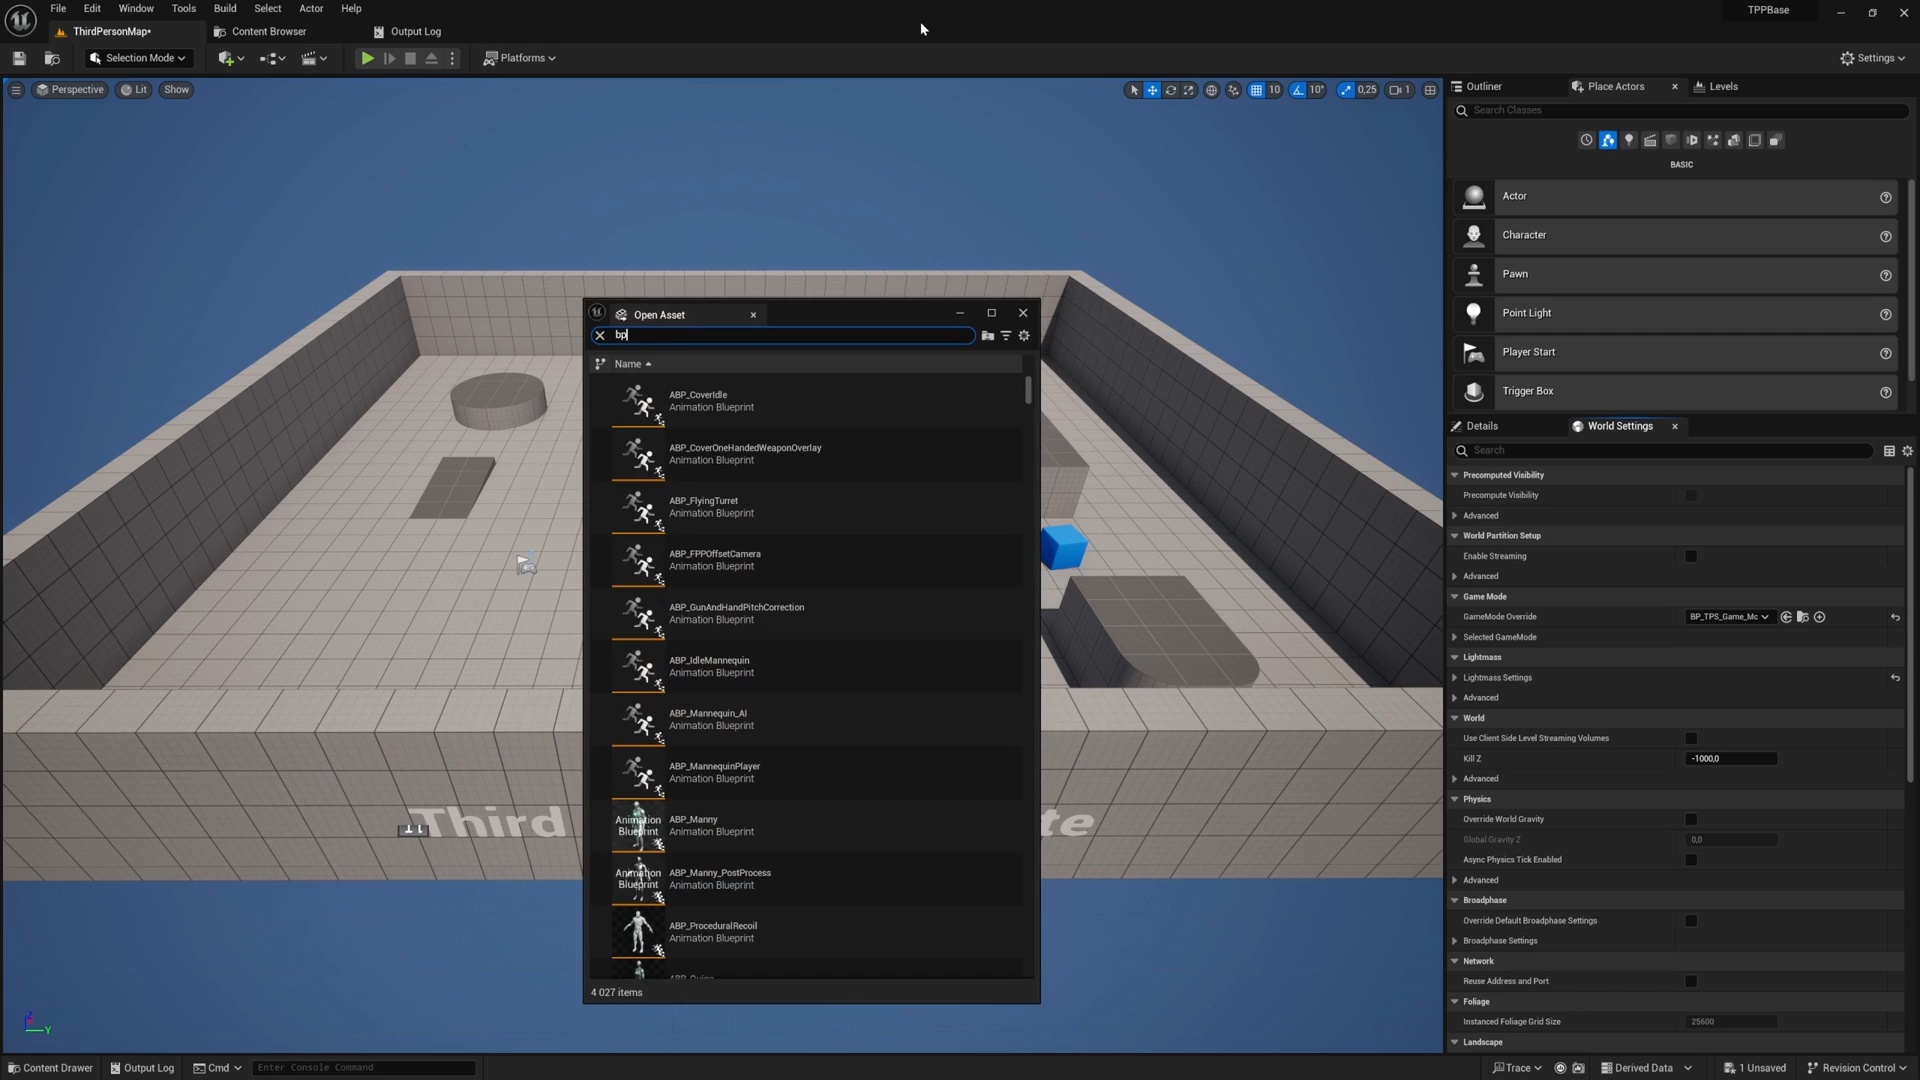 File Edit Window Tools Build Select Actor Help
TPPBase
ThirdPersonMap*
Content Browser
Output Log
Selection Mode
Platforms
Settings
Perspective
Lit
Show
10
10°
0,25
1
Outliner
Place Actors
Levels
Search Classes
BASIC
Actor
Character
Pawn
Point Light
Player Start
Trigger Box
Open Asset
bp
Name
ABP_CoverIdle
Animation Blueprint
ABP_CoverOneHandedWeaponOverlay
Animation Blueprint
ABP_FlyingTurret
Animation Blueprint
ABP_FPPOffsetCamera
Animation Blueprint
ABP_GunAndHandPitchCorrection
Animation Blueprint
ABP_IdleMannequin
Animation Blueprint
ABP_Mannequin_AI
Animation Blueprint
ABP_MannequinPlayer
Animation Blueprint
Animation
Blueprint
ABP_Manny
Animation Blueprint
Animation
Blueprint
ABP_Manny_PostProcess
Animation Blueprint
ABP_ProceduralRecoil
Animation Blueprint
4 027 items
Third
te
Z
Y
Details
World Settings
Search
Precomputed Visibility
Precompute Visibility
Advanced
World Partition Setup
Enable Streaming
Advanced
Game Mode
GameMode Override
BP_TPS_Game_Mc
Selected GameMode
Lightmass
Lightmass Settings
Advanced
World
Use Client Side Level Streaming Volumes
Kill Z
-1000,0
Advanced
Physics
Override World Gravity
Global Gravity Z
0,0
Async Physics Tick Enabled
Advanced
Broadphase
Override Default Broadphase Settings
Broadphase Settings
Network
Reuse Address and Port
Foliage
Instanced Foliage Grid Size
25600
Landscape
Content Drawer
Output Log
Cmd
Enter Console Command
Trace
Derived Data
1 Unsaved
Revision Control